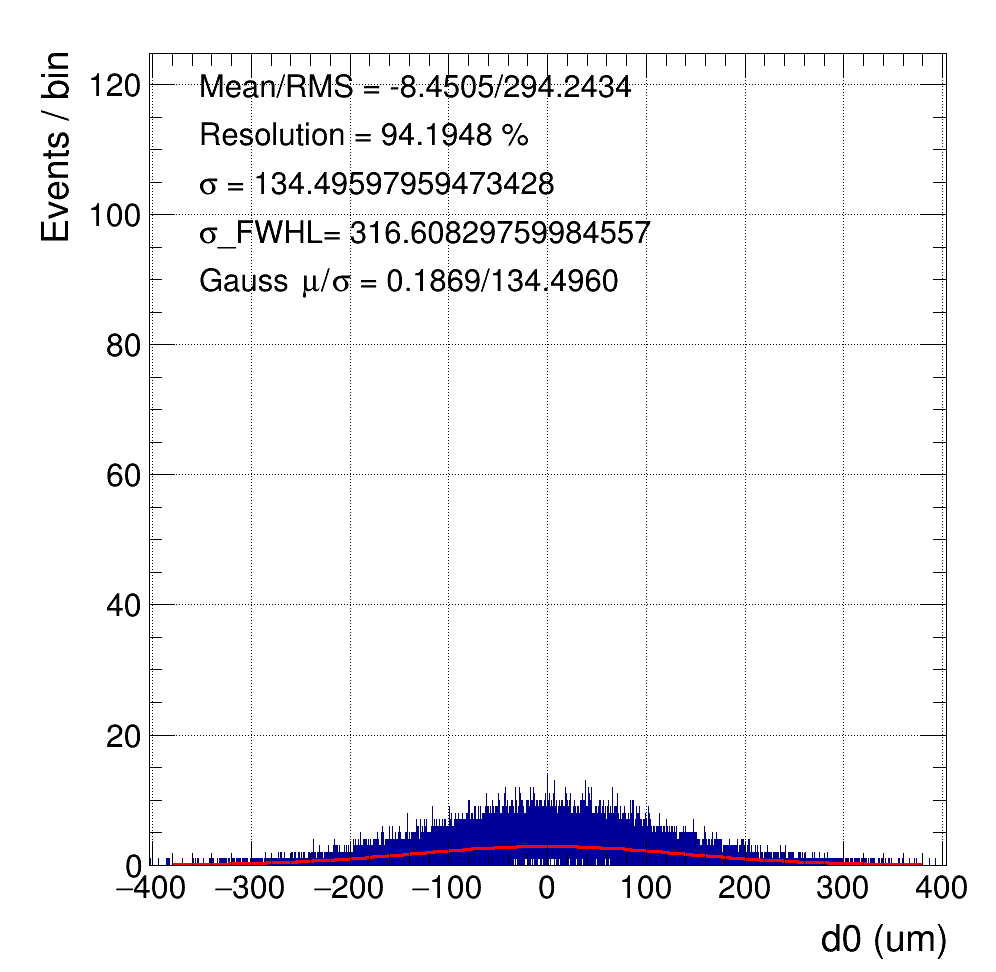 Events / bin
120
100
80
60
40
20
0
Mean/RMS = -8.4505/294.2434
Resolution = 94.1948 %
σ = 134.49597959473428
σ_FWHL= 316.60829759984557
Gauss μ/σ = 0.1869/134.4960
−400 −300 −200 −100 0 100 200 300 400
d0 (um)